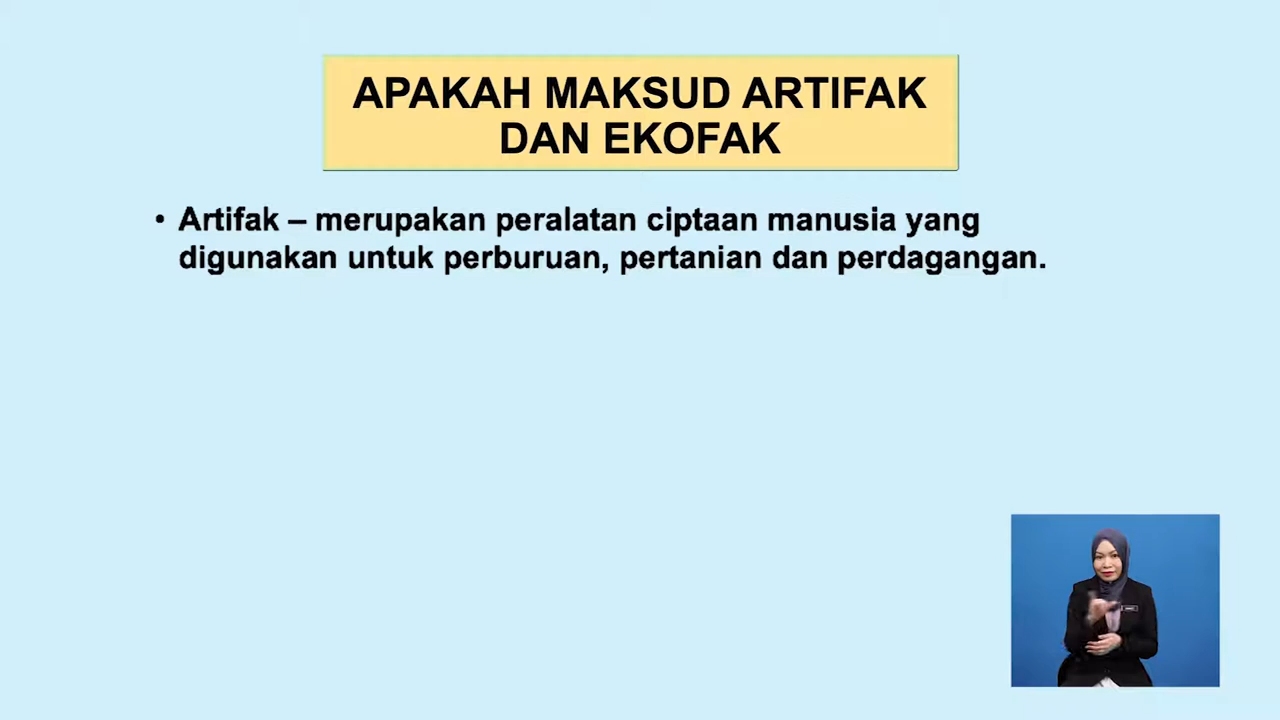 APAKAH MAKSUD ARTIFAK
DAN EKOFAK
• Artifak – merupakan peralatan ciptaan manusia yang
digunakan untuk perburuan, pertanian dan perdagangan.